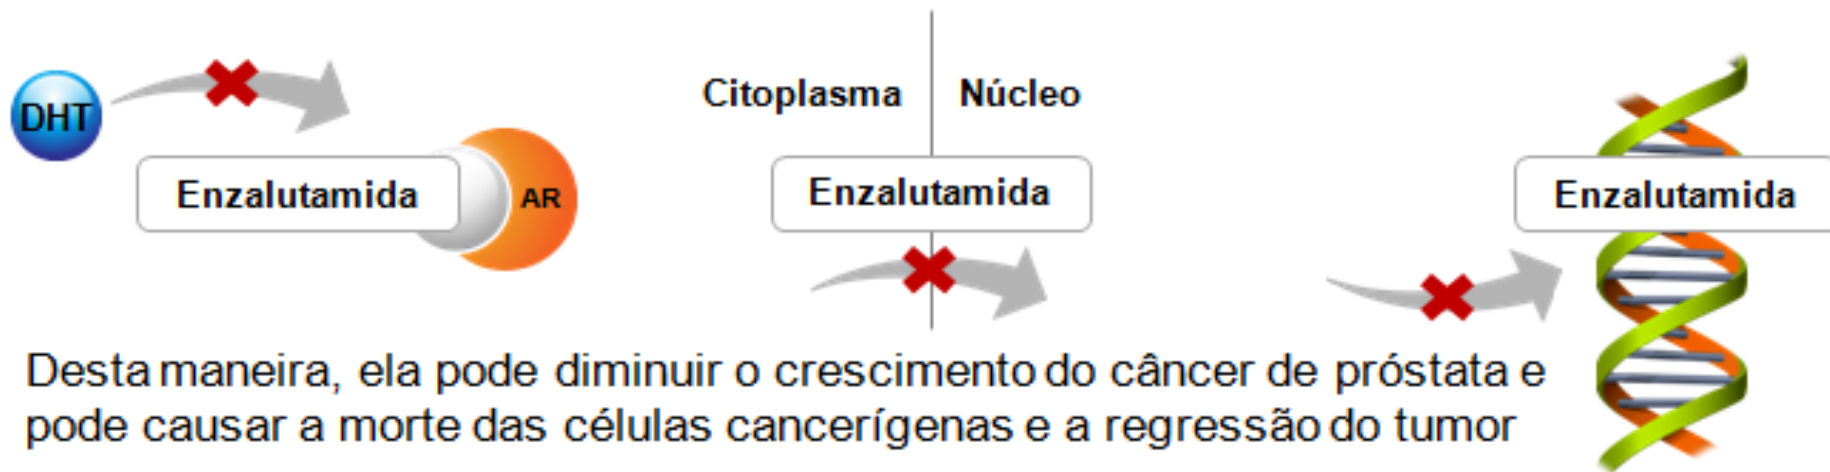 DHT
Enzalutamida
AR
Citoplasma
Núcleo
Enzalutamida
Enzalutamida
Desta maneira, ela pode diminuir o crescimento do câncer de próstata e
pode causar a morte das células cancerígenas e a regressão do tumor